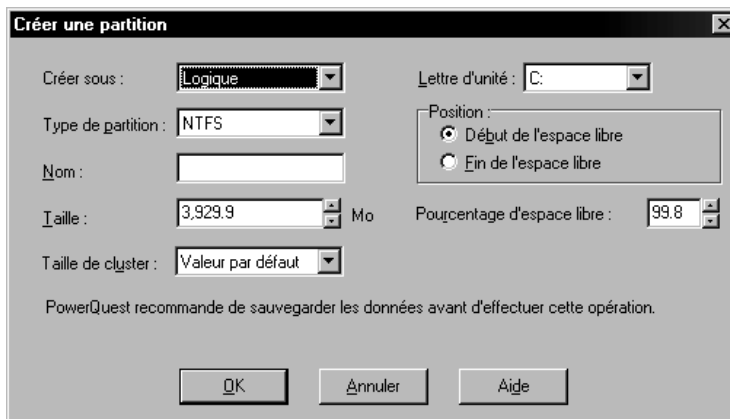 Créer une partition
Créer sous : Logique
Lettre d'unité : C:
Type de partition : NTFS
Position :
Début de l'espace libre
Fin de l'espace libre
Nom :
Taille : 3,929.9 Mo
Pourcentage d'espace libre : 99.8
Taille de cluster : Valeur par défaut
PowerQuest recommande de sauvegarder les données avant d'effectuer cette opération.
OK
Annuler
Aide